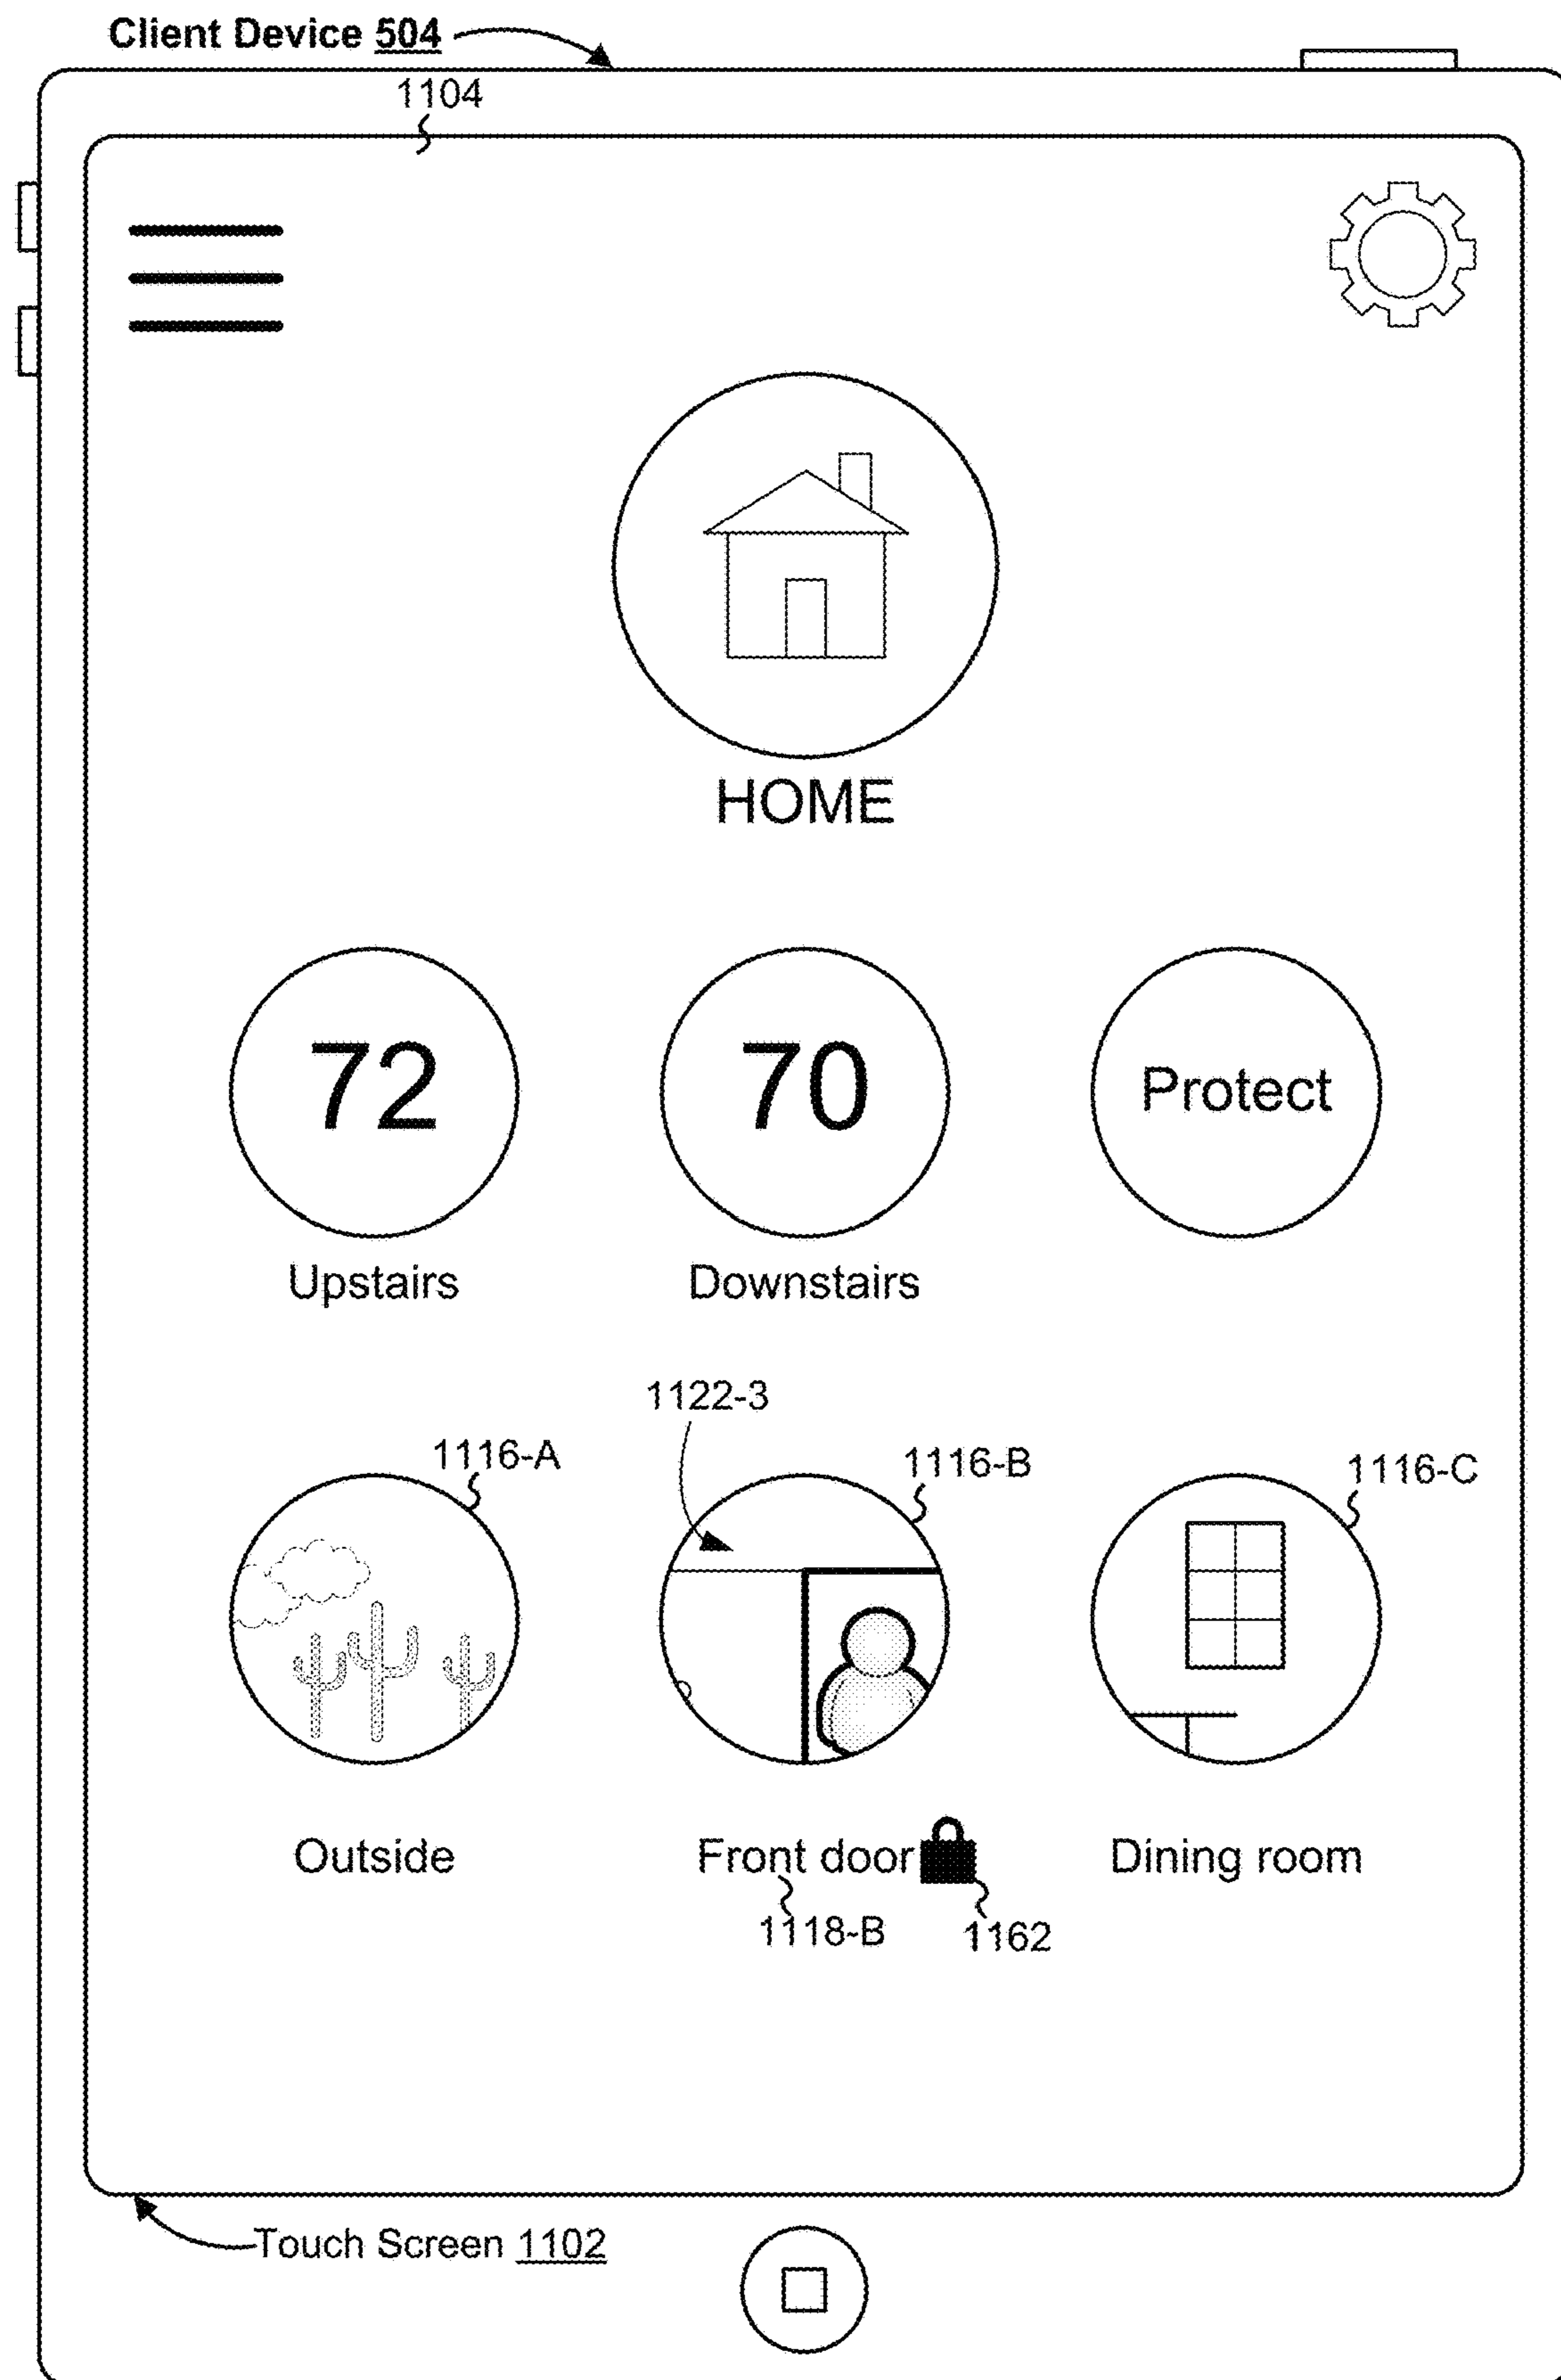 Client Device 504
1104
HOME
72
70
Protect
Upstairs
Downstairs
1122-3
1116-A
1116-B
1116-C
Outside
Front door
Dining room
1118-B
1162
Touch Screen 1102